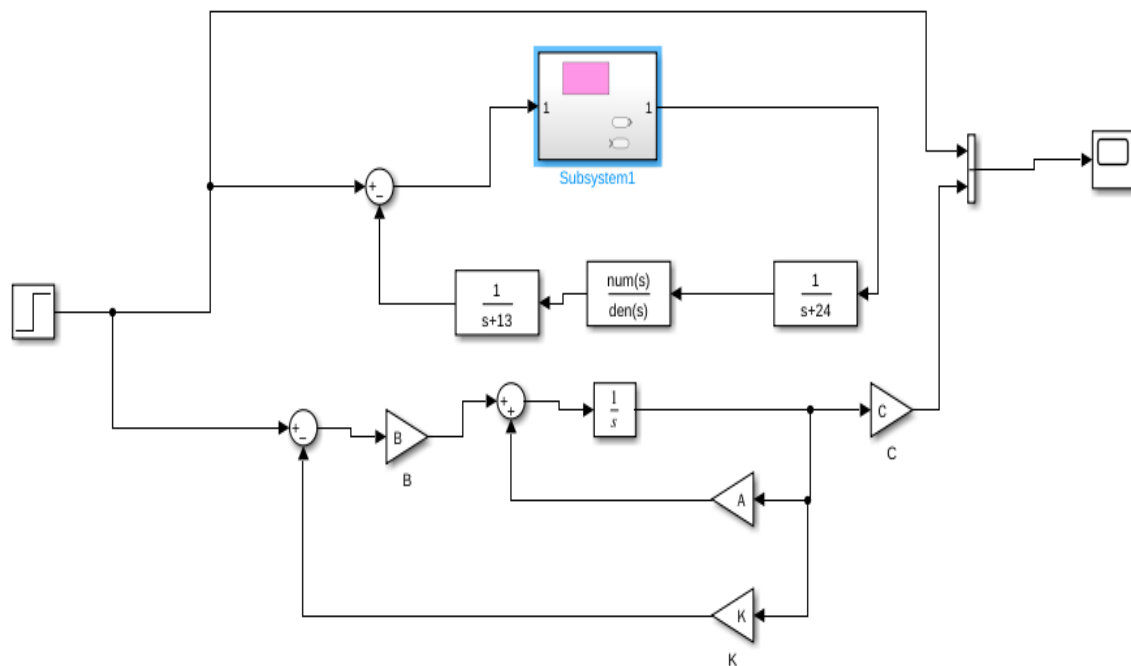 1
1
Subsystem1
+
−
1
s+13
num(s)
den(s)
1
s+24
+
−
B
B
+
+
1
s
C
C
A
K
K